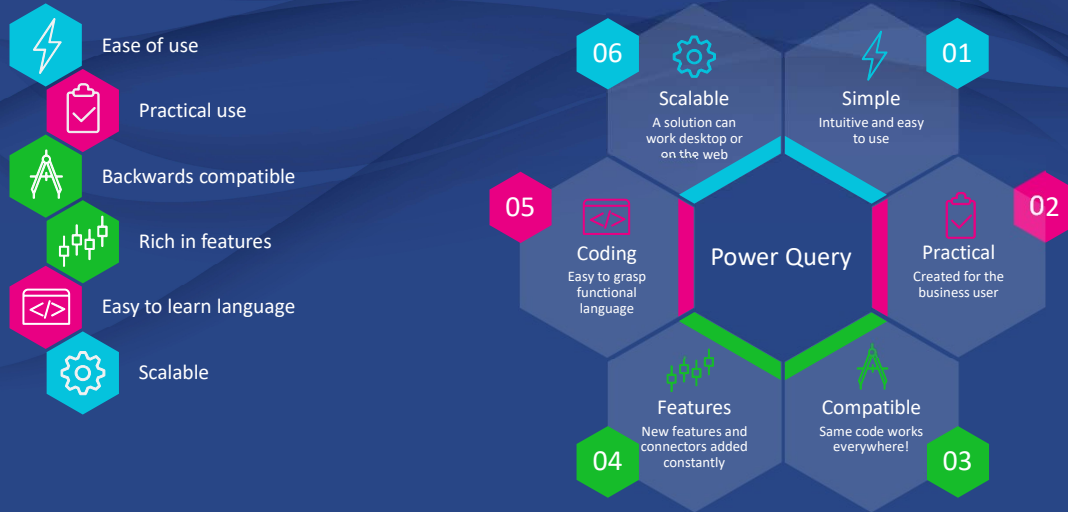 Ease of use
Practical use
Backwards compatible
Rich in features
Easy to learn language
Scalable
06
Scalable
A solution can
work desktop or
on the web
01
Simple
Intuitive and easy
to use
05
</>
Coding
Easy to grasp
functional
language
Power Query
02
Practical
Created for the
business user
04
Features
New features and
connectors added
constantly
03
Compatible
Same code works
everywhere!